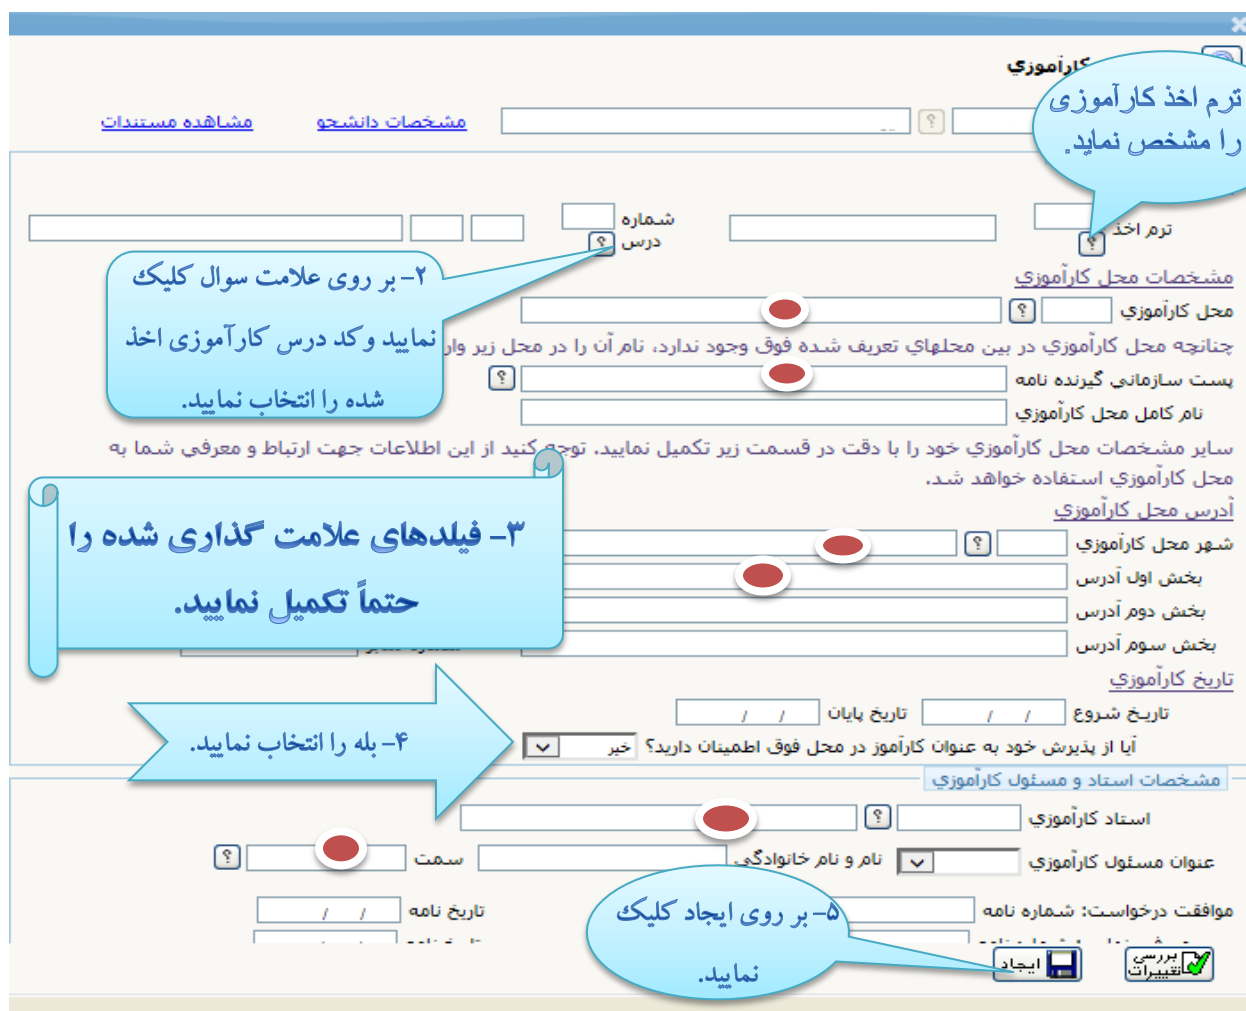 كارآموزي
ترم اخذ کارآموزی
را مشخص نماید.
مشخصات دانشجو
مشاهده مستندات
ترم اخذ
شماره
درس
۲- بر روی علامت سوال کلیک
نمایید وکد درس کارآموزی اخذ
شده را انتخاب نمایید.
مشخصات محل كارآموزي
محل كارآموزي
چنانچه محل كارآموزي در بين محلهاي تعريف شده فوق وجود ندارد، نام آن را در محل زير وار
پست سازماني گيرنده نامه
نام كامل محل كارآموزي
ساير مشخصات محل كارآموزي خود را با دقت در قسمت زير تكميل نماييد. توجه كنيد از اين اطلاعات جهت ارتباط و معرفي شما به
محل كارآموزي استفاده خواهد شد.
۳- فیلدهای علامت گذاری شده را
حتماً تکمیل نمایید.
آدرس محل كارآموزي
شهر محل كارآموزي
بخش اول آدرس
بخش دوم آدرس
بخش سوم آدرس
تاريخ كارآموزي
تاريخ شروع / /
تاريخ پايان / /
۴- بله را انتخاب نمایید.
آيا از پذيرش خود به عنوان كارآموز در محل فوق اطمينان داريد؟ خير
مشخصات استاد و مسئول كارآموزي
استاد كارآموزي
عنوان مسئول كارآموزي
نام و نام خانوادگي
سمت
موافقت درخواست: شماره نامه
تاريخ نامه / /
۵- بر روی ایجاد کلیک
نمایید.
ايجاد
بررسي
تغييرات